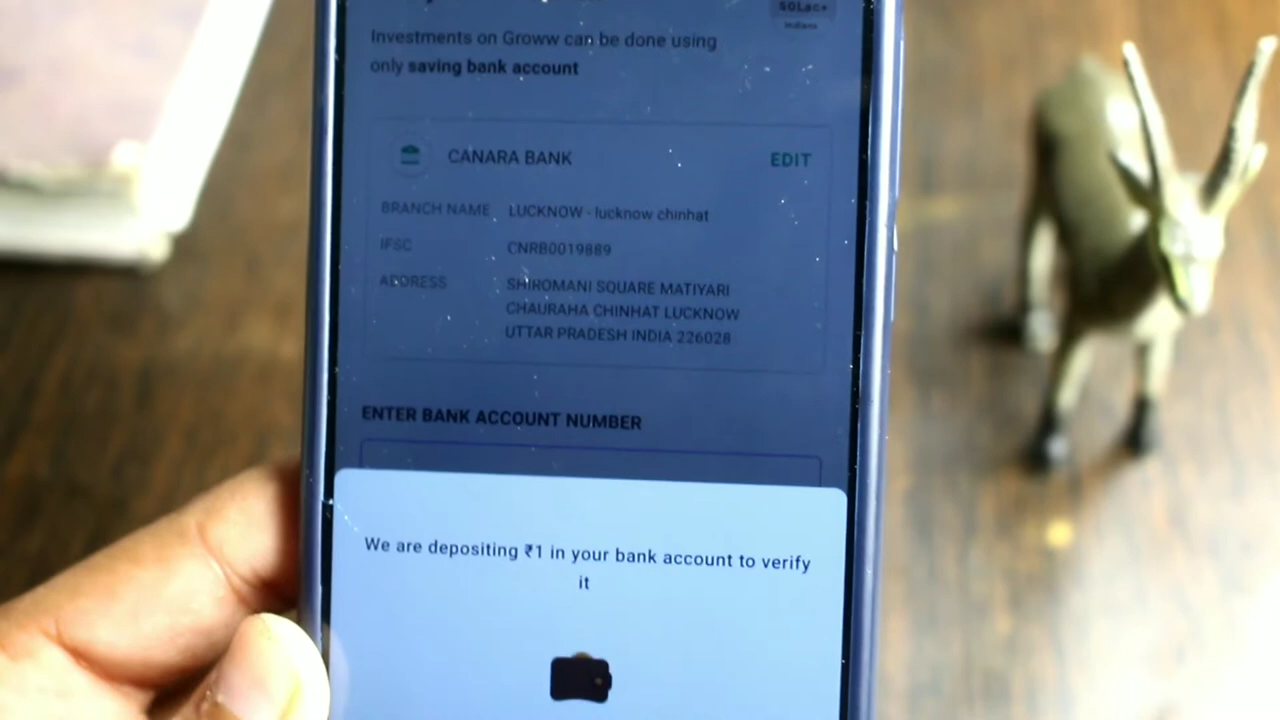 50Lac+
Indians
Investments on Groww can be done using
only saving bank account
CANARA BANK
EDIT
BRANCH NAME LUCKNOW - lucknow chinhat
IFSC CNRB0019889
ADDRESS SHIROMANI SQUARE MATIYARI
CHAURAHA CHINHAT LUCKNOW
UTTAR PRADESH INDIA 226028
ENTER BANK ACCOUNT NUMBER
We are depositing ₹1 in your bank account to verify
it